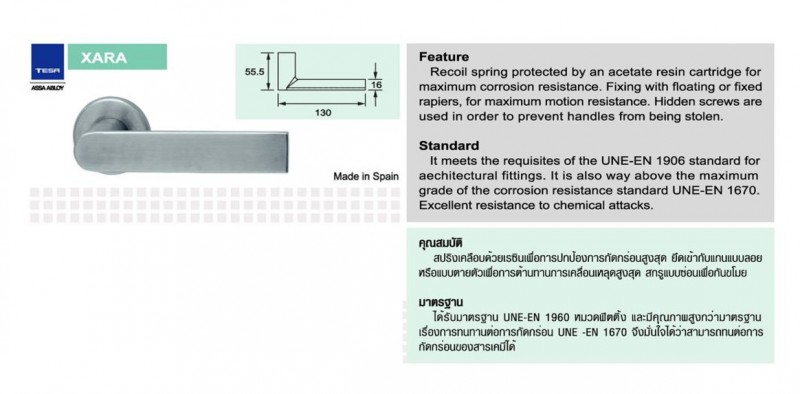 TESA
ASSA ABLOY
XARA
55.5
16
130
Made in Spain
Feature
Recoil spring protected by an acetate resin cartridge for
maximum corrosion resistance. Fixing with floating or fixed
rapiers, for maximum motion resistance. Hidden screws are
used in order to prevent handles from being stolen.
Standard
It meets the requisites of the UNE-EN 1906 standard for
aechitectural fittings. It is also way above the maximum
grade of the corrosion resistance standard UNE-EN 1670.
Excellent resistance to chemical attacks.
คุณสมบัติ
สปริงเคลือบด้วยเรซินเพื่อการปกป้องการกัดกร่อนสูงสุด ยึดเข้ากับแกนแบบลอย
หรือแบบตายตัวเพื่อการต้านทานการเคลื่อนไหลุดสูงสุด สกรูแบบซ่อนเพื่อกันขโมย
มาตรฐาน
ได้รับมาตรฐาน UNE-EN 1960 หมวดฟิตติ้ง และมีคุณภาพสูงกว่ามาตรฐาน
เรื่องการทนทานต่อการกัดกร่อน UNE -EN 1670 จึงมั่นใจได้ว่าสามารถทนต่อการ
กัดกร่อนของสารเคมีได้